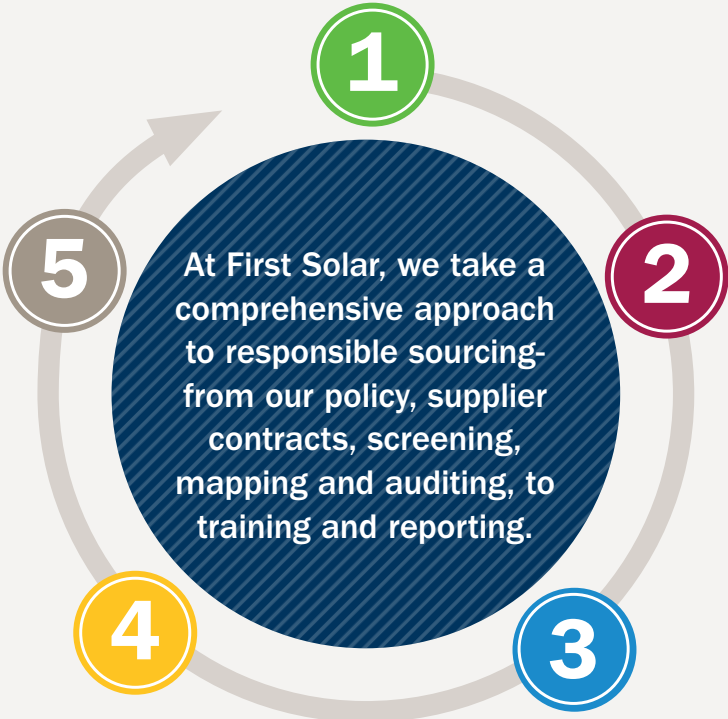 1
2
At First Solar, we take a
comprehensive approach
to responsible sourcing-
from our policy, supplier
contracts, screening,
mapping and auditing, to
training and reporting.
3
4
5